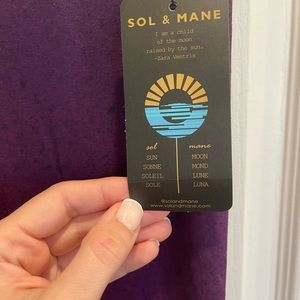 SOL & MANE
I am a child
of the moon
raised by the sun.
-Zara Ventris
sol mane
SUN MOON
SONNE MOND
SOLEIL LUNE
SOLE LUNA
@solandmane
www.solandmane.com